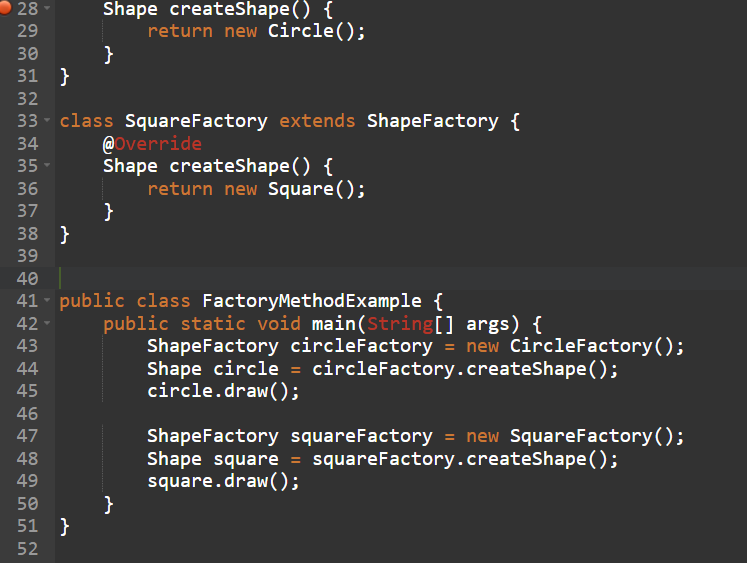 28 Shape createShape() {
29 return new Circle();
30 }
31 }
32
33 class SquareFactory extends ShapeFactory {
34 @Override
35 Shape createShape() {
36 return new Square();
37 }
38 }
39
40
41 public class FactoryMethodExample {
42 public static void main(String[] args) {
43 ShapeFactory circleFactory = new CircleFactory();
44 Shape circle = circleFactory.createShape();
45 circle.draw();
46
47 ShapeFactory squareFactory = new SquareFactory();
48 Shape square = squareFactory.createShape();
49 square.draw();
50 }
51 }
52